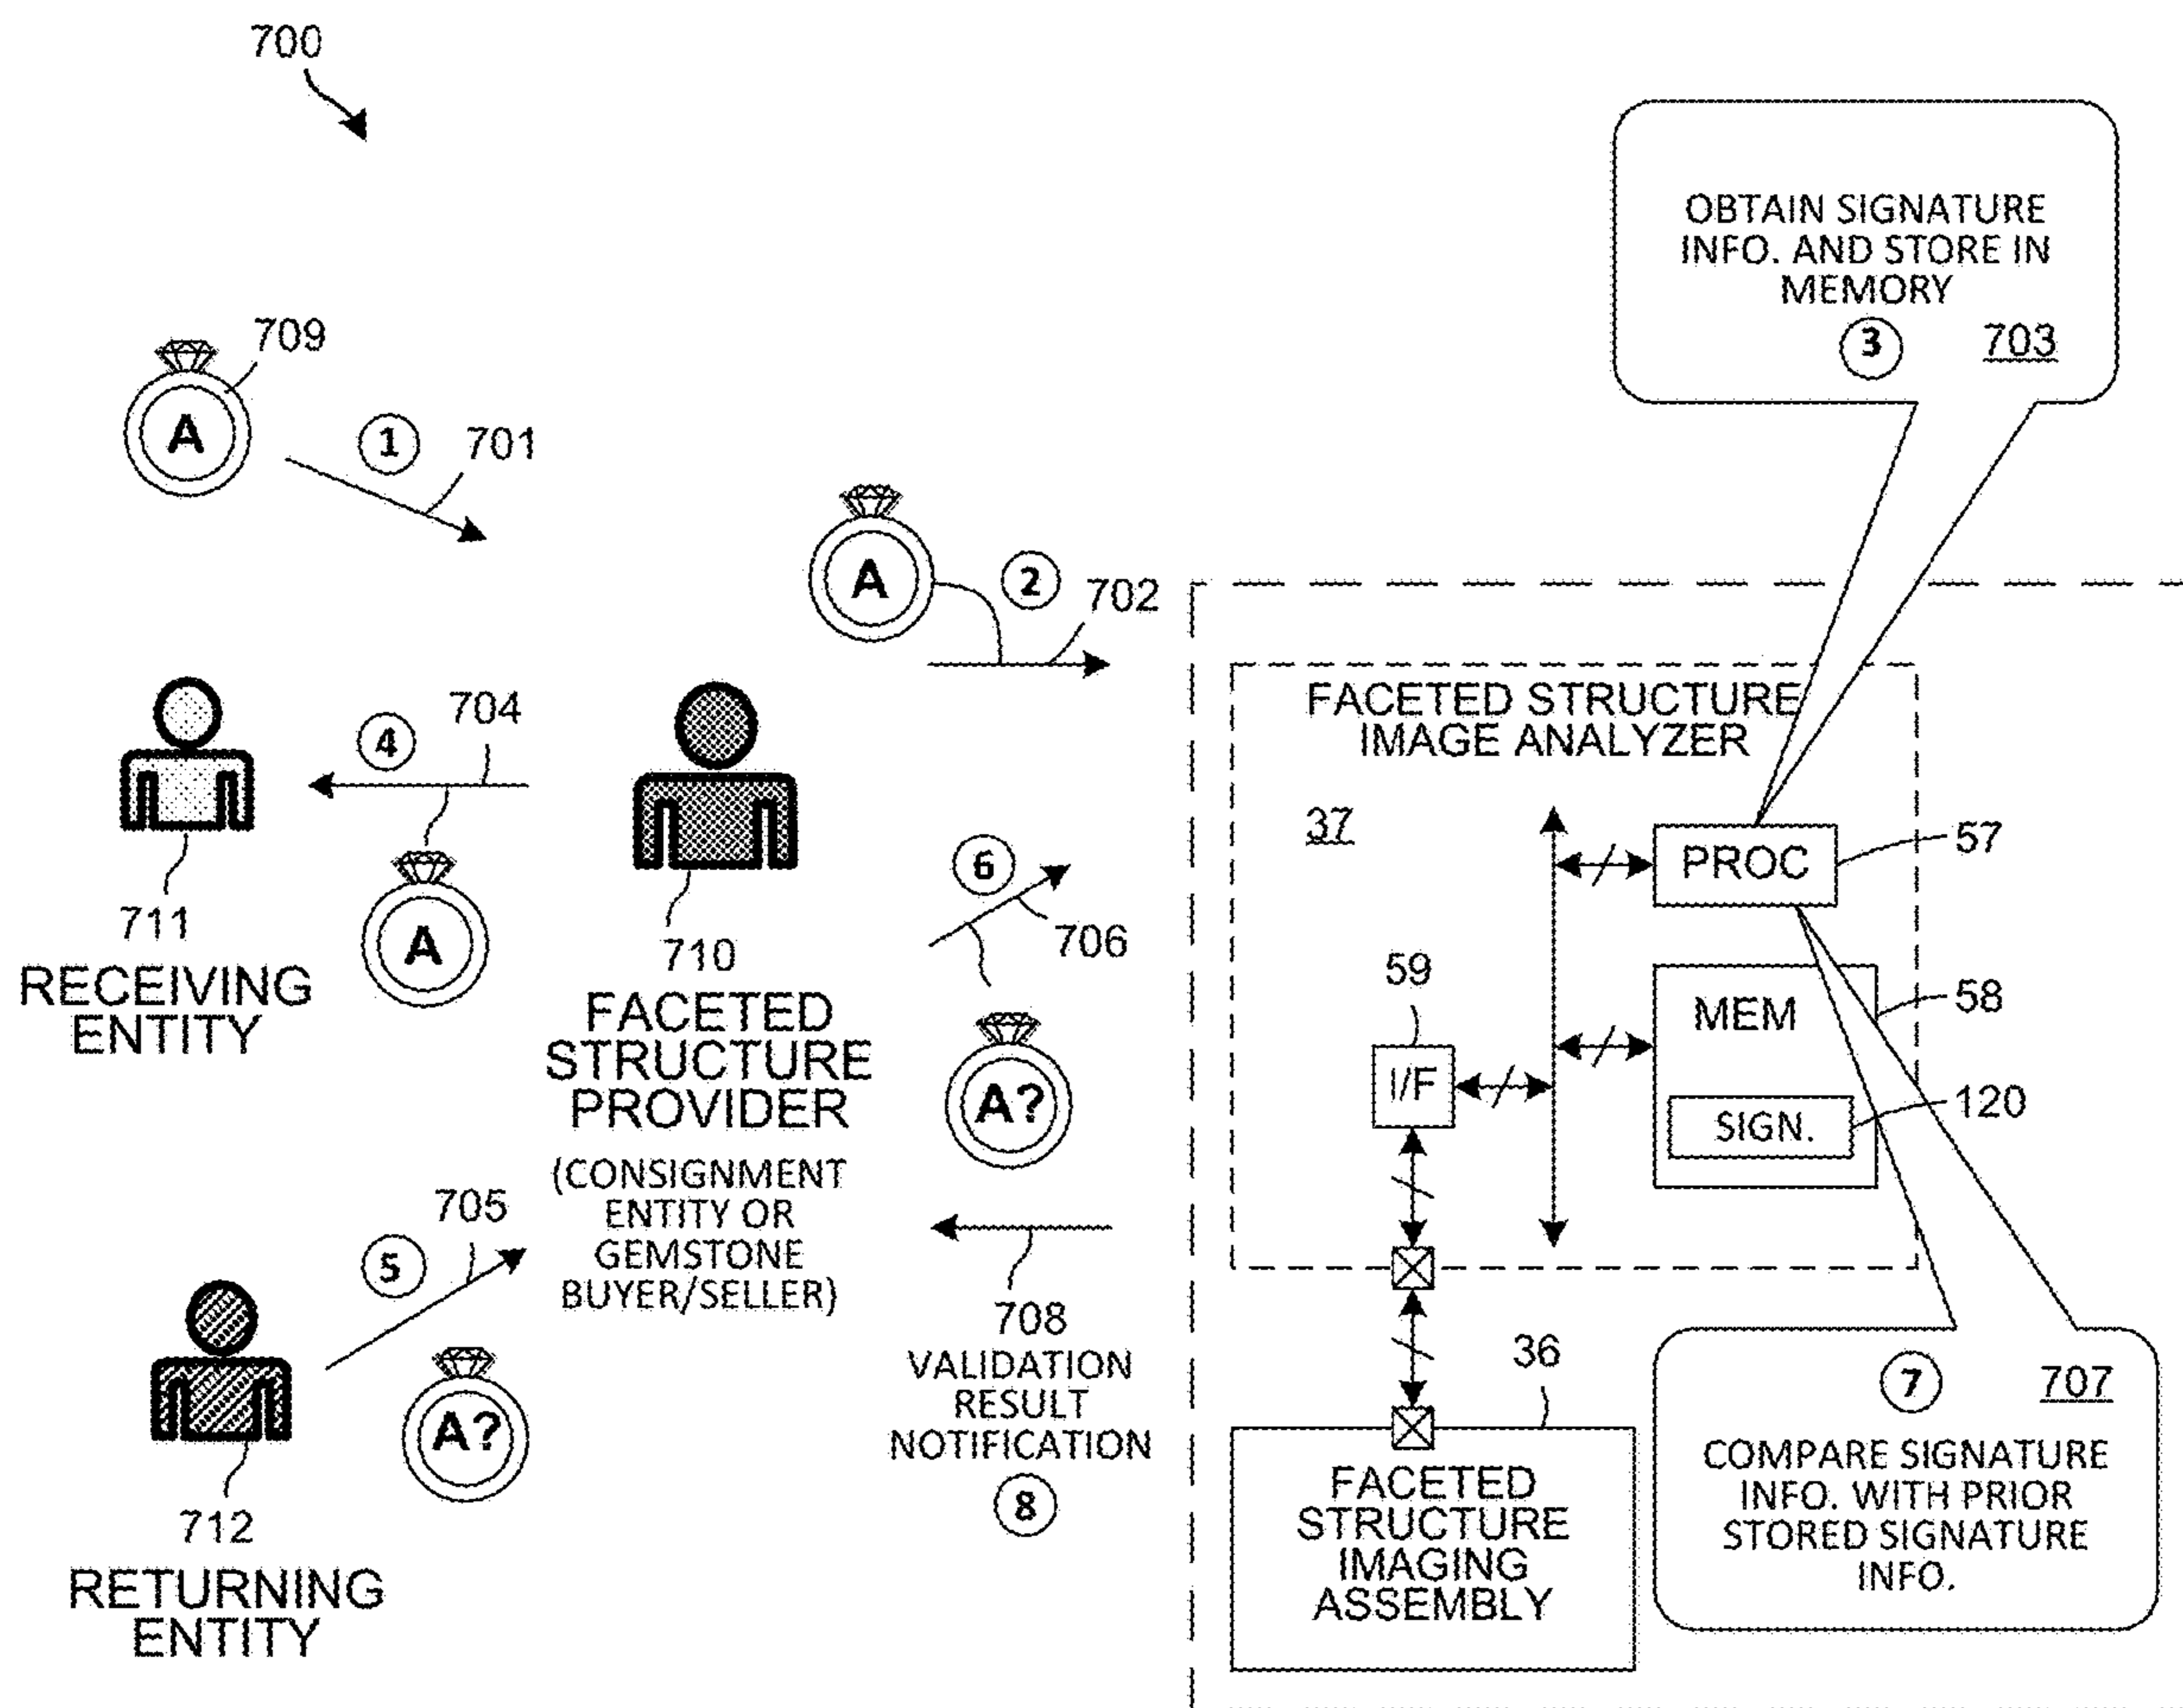 700
709
A
1
701
A
2
702
OBTAIN SIGNATURE
INFO. AND STORE IN
MEMORY
3
703
4
704
711
RECEIVING
ENTITY
A
710
FACETED
STRUCTURE
PROVIDER
(CONSIGNMENT
ENTITY OR
GEMSTONE
BUYER/SELLER)
5
705
A?
712
RETURNING
ENTITY
6
706
A?
708
VALIDATION
RESULT
NOTIFICATION
8
FACETED STRUCTURE
IMAGE ANALYZER
37
PROC
57
59
I/F
MEM
58
SIGN.
120
36
FACETED
STRUCTURE
IMAGING
ASSEMBLY
7
707
COMPARE SIGNATURE
INFO. WITH PRIOR
STORED SIGNATURE
INFO.